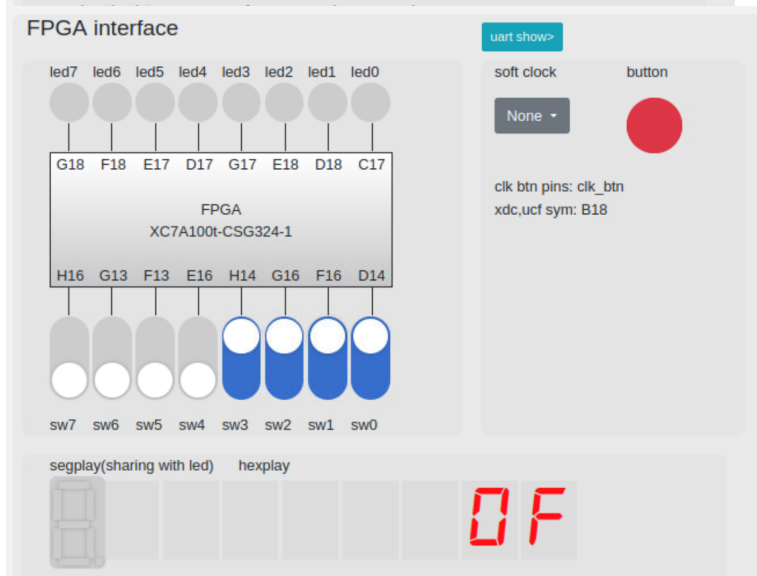 FPGA interface
uart show>
led7 led6 led5 led4 led3 led2 led1 led0
soft clock
button
None
G18 F18 E17 D17 G17 E18 D18 C17
FPGA
XC7A100t-CSG324-1
clk btn pins: clk_btn
xdc,ucf sym: B18
H16 G13 F13 E16 H14 G16 F16 D14
sw7 sw6 sw5 sw4 sw3 sw2 sw1 sw0
segplay(sharing with led) hexplay
0F